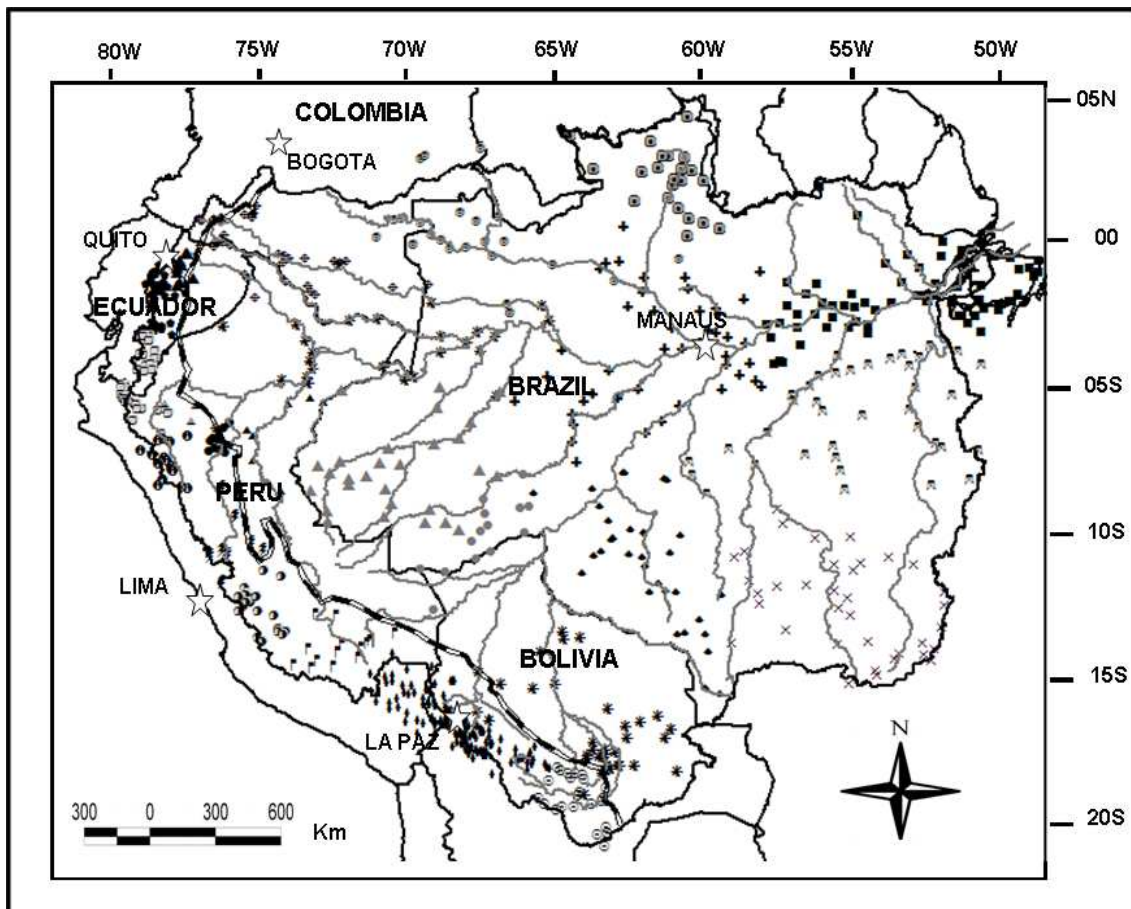 80W 75W 70W 65W 60W 55W 50W
05N
COLOMBIA
BOGOTA
QUITO
00
ECUADOR
MANAUS
BRAZIL
05S
PERU
10S
LIMA
BOLIVIA
15S
LA PAZ
N
300 0 300 600
Km
20S